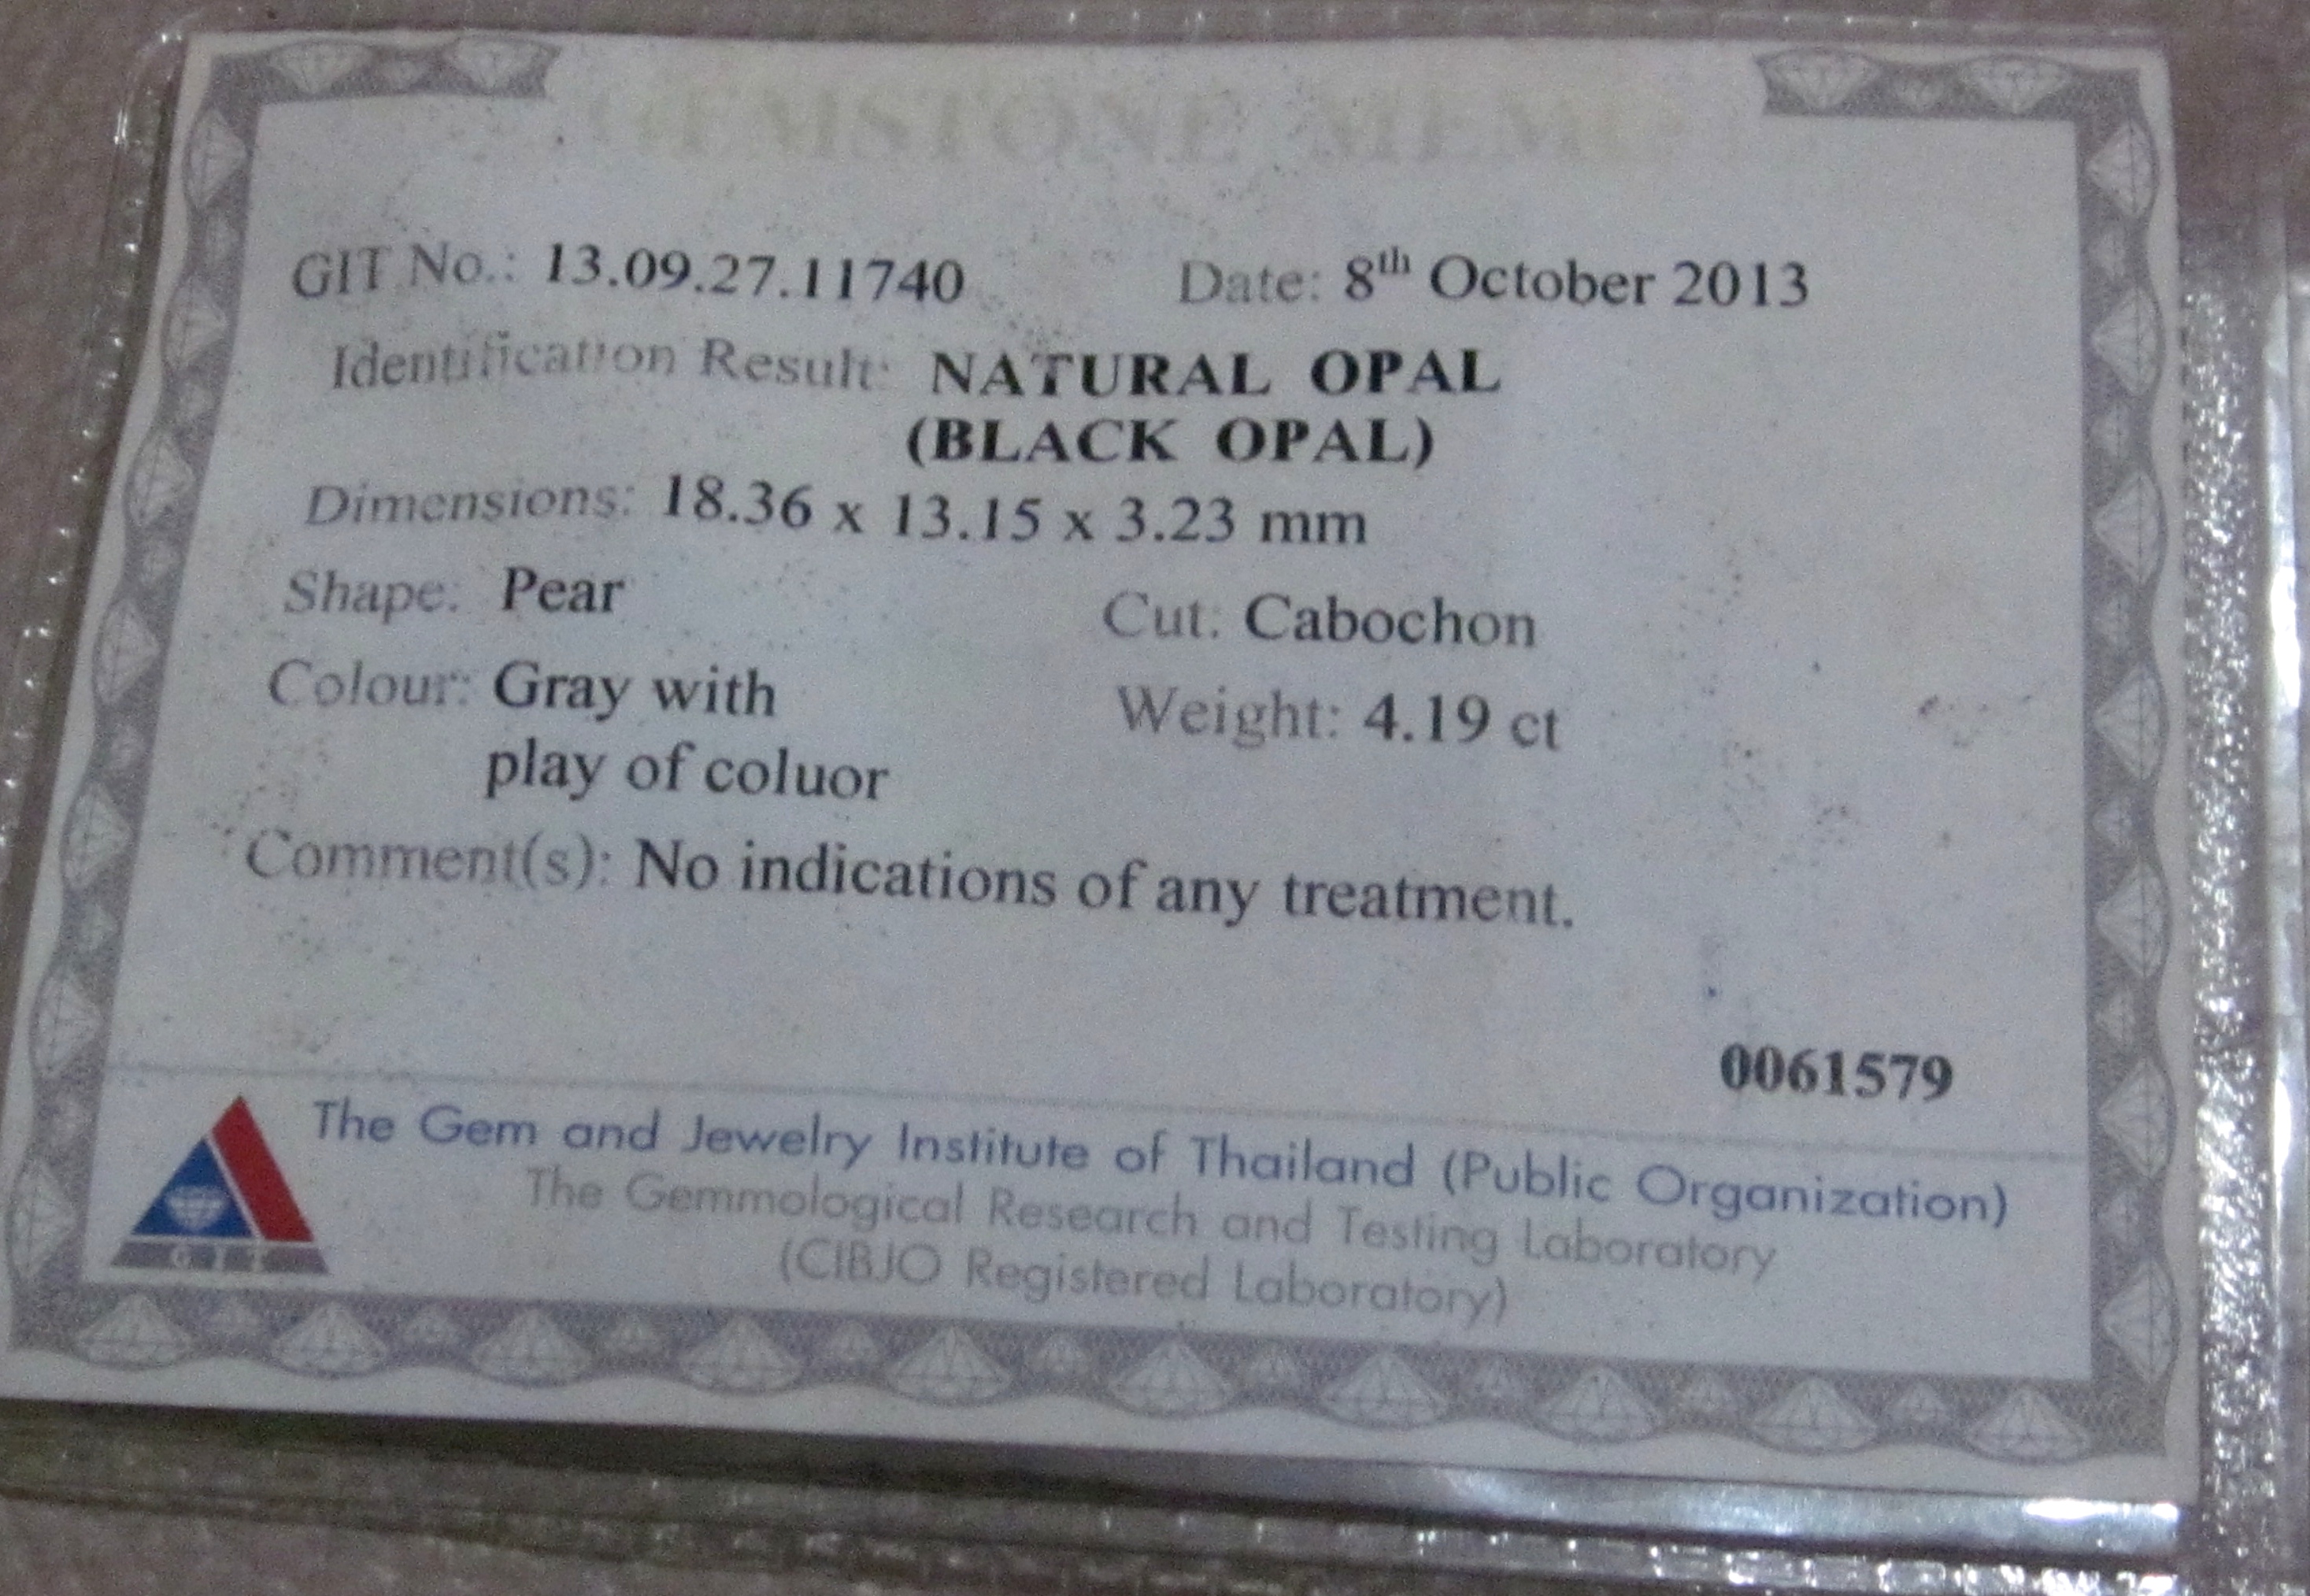 GEMSTONE MEMO
GIT No.: 13.09.27.11740 Date: 8th October 2013
Identification Result: NATURAL OPAL
(BLACK OPAL)
Dimensions: 18.36 x 13.15 x 3.23 mm
Shape: Pear Cut: Cabochon
Colour: Gray with Weight: 4.19 ct
play of coluor
Comment(s): No indications of any treatment.
0061579
The Gem and Jewelry Institute of Thailand (Public Organization)
The Gemmological Research and Testing Laboratory
(CIBJO Registered Laboratory)
GIT